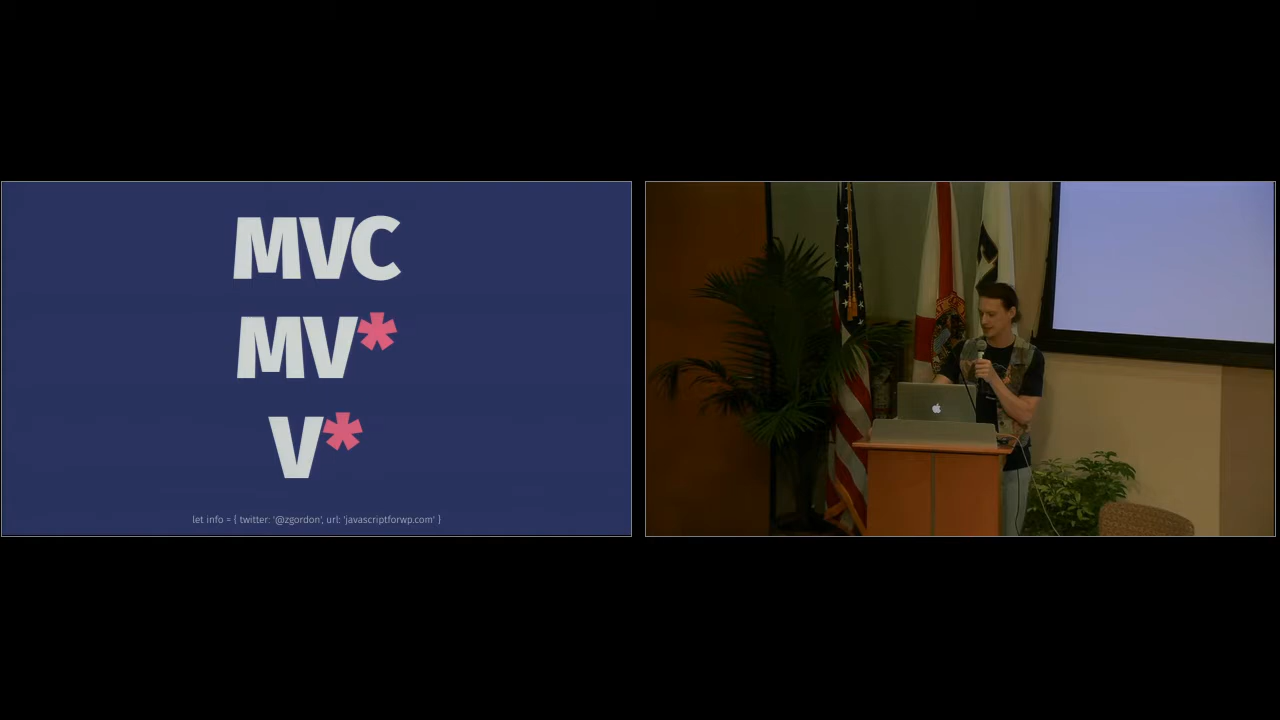 MVC
MV*
V*
let info = { twitter: '@zgordon', url: 'javascriptforwp.com' }